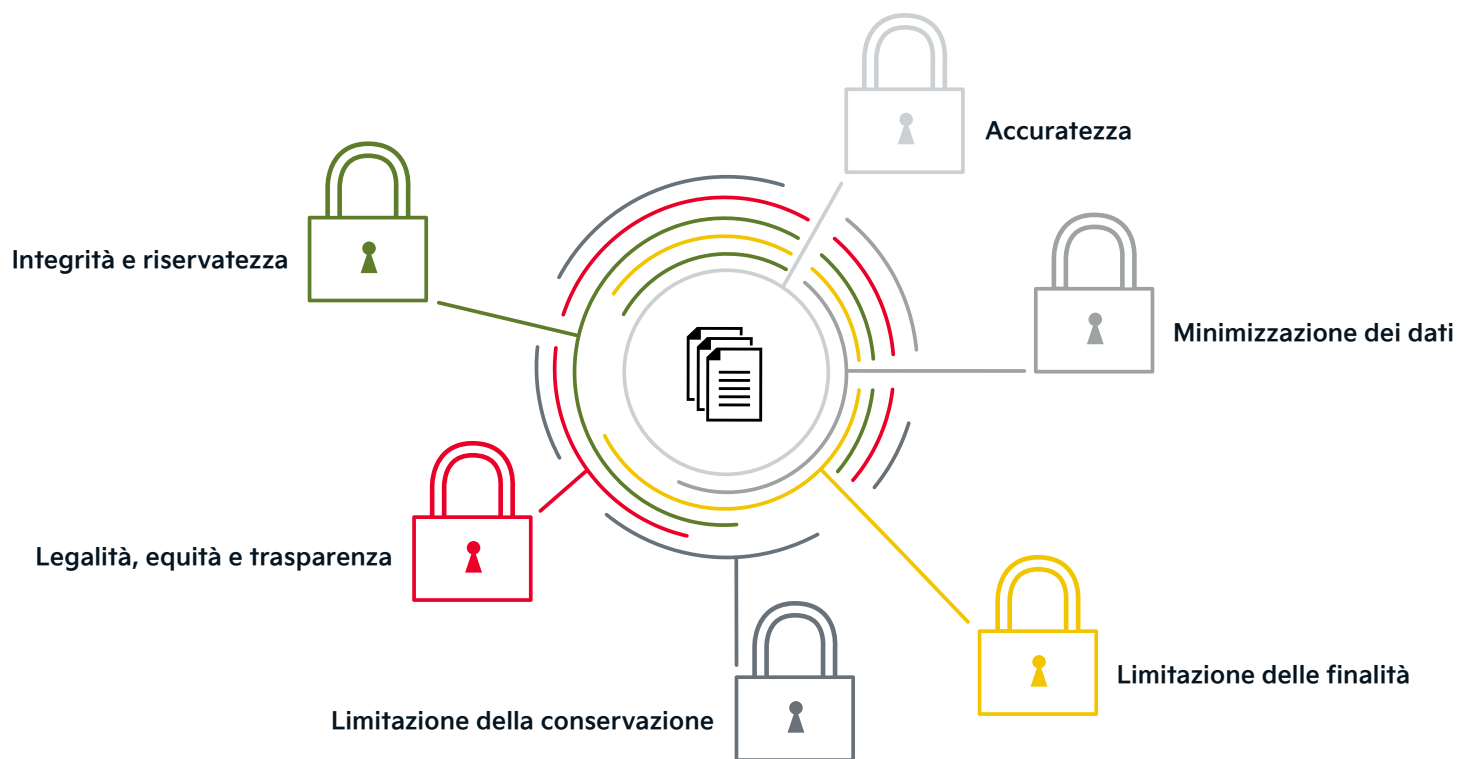 Accuratezza
Integrità e riservatezza
Minimizzazione dei dati
Legalità, equità e trasparenza
Limitazione delle finalità
Limitazione della conservazione